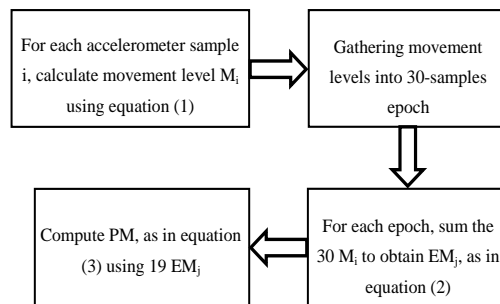 For each accelerometer sample
i, calculate movement level Mi
using equation (1)
Gathering movement
levels into 30-samples
epoch
For each epoch, sum the
30 Mi to obtain EMj, as in
equation (2)
Compute PM, as in equation
(3) using 19 EMj